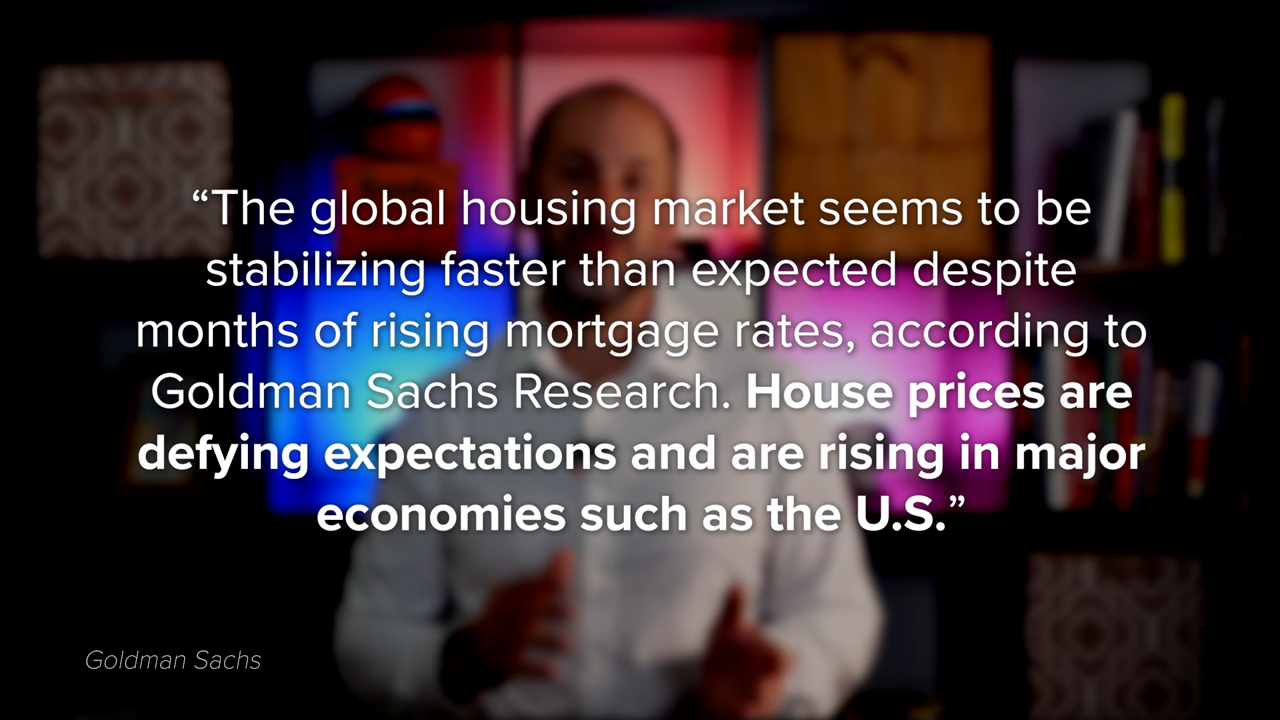 “The global housing market seems to be
stabilizing faster than expected despite
months of rising mortgage rates, according to
Goldman Sachs Research. House prices are
defying expectations and are rising in major
economies such as the U.S.”
Goldman Sachs